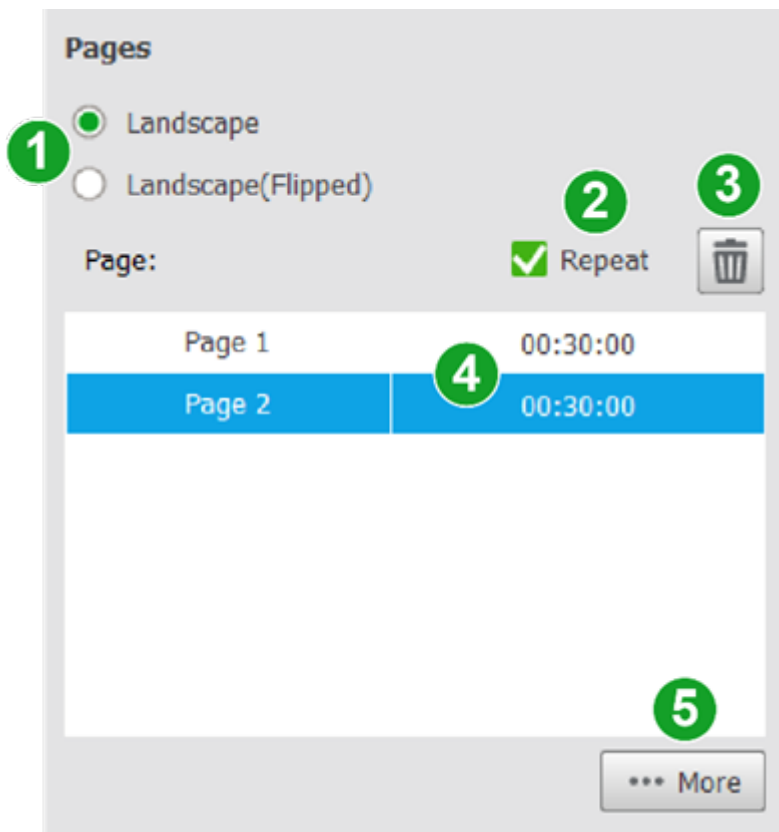 Pages
1
Landscape
Landscape(Flipped)
2
3
Page:
Repeat
Page 1 00:30:00
4
Page 2 00:30:00
5
••• More